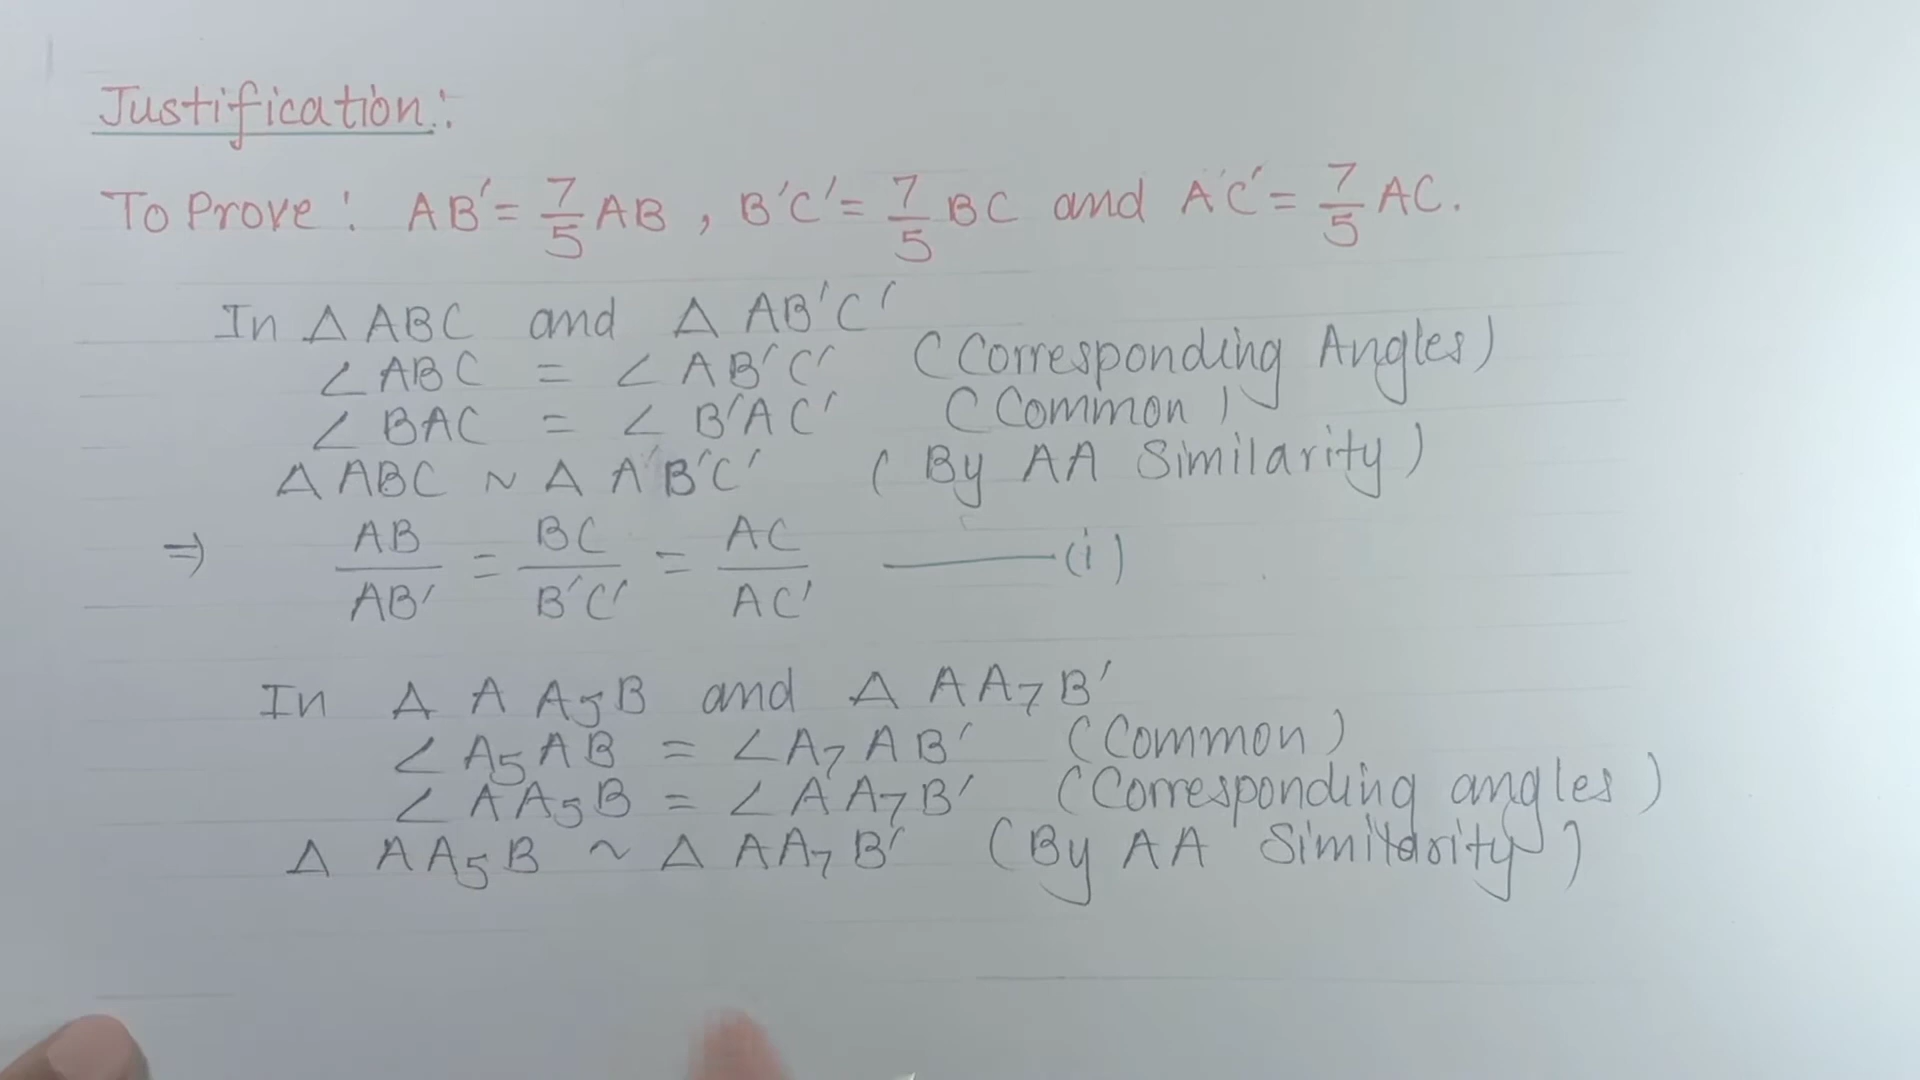 Justification:
To Prove: AB' = 7/5 AB, B'C' = 7/5 BC and A'C' = 7/5 AC.
In △ ABC and △ AB'C'
∠ABC = ∠AB'C' (Corresponding Angles)
∠BAC = ∠B'AC' (Common)
△ ABC ~ △ A'B'C' (By AA Similarity)
⇒ AB/AB' = BC/B'C' = AC/AC' ——(i)
In △ A A₅B and △ AA₇B'
∠A₅AB = ∠A₇AB' (Common)
∠AA₅B = ∠AA₇B' (Corresponding angles)
△ AA₅B ~ △ AA₇B' (By AA Similarity)